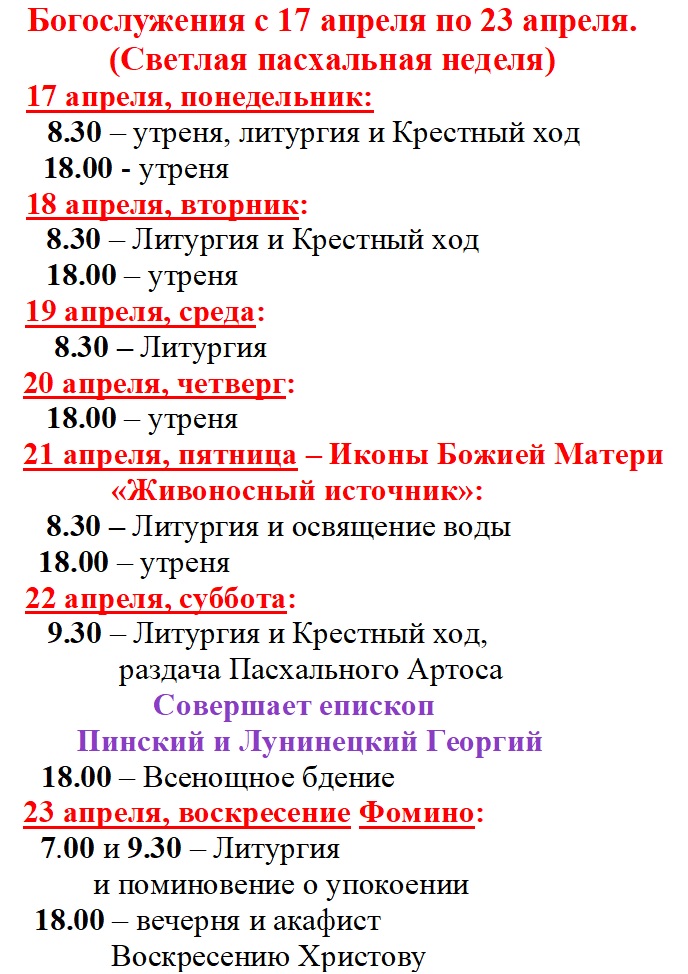 Богослужения с 17 апреля по 23 апреля.
(Светлая пасхальная неделя)
17 апреля, понедельник:
8.30 – утреня, литургия и Крестный ход
18.00 - утреня
18 апреля, вторник:
8.30 – Литургия и Крестный ход
18.00 – утреня
19 апреля, среда:
8.30 – Литургия
20 апреля, четверг:
18.00 – утреня
21 апреля, пятница – Иконы Божией Матери
«Живоносный источник»:
8.30 – Литургия и освящение воды
18.00 – утреня
22 апреля, суббота:
9.30 – Литургия и Крестный ход,
раздача Пасхального Артоса
Совершает епископ
Пинский и Лунинецкий Георгий
18.00 – Всенощное бдение
23 апреля, воскресение Фомино:
7.00 и 9.30 – Литургия
и поминовение о упокоении
18.00 – вечерня и акафист
Воскресению Христову